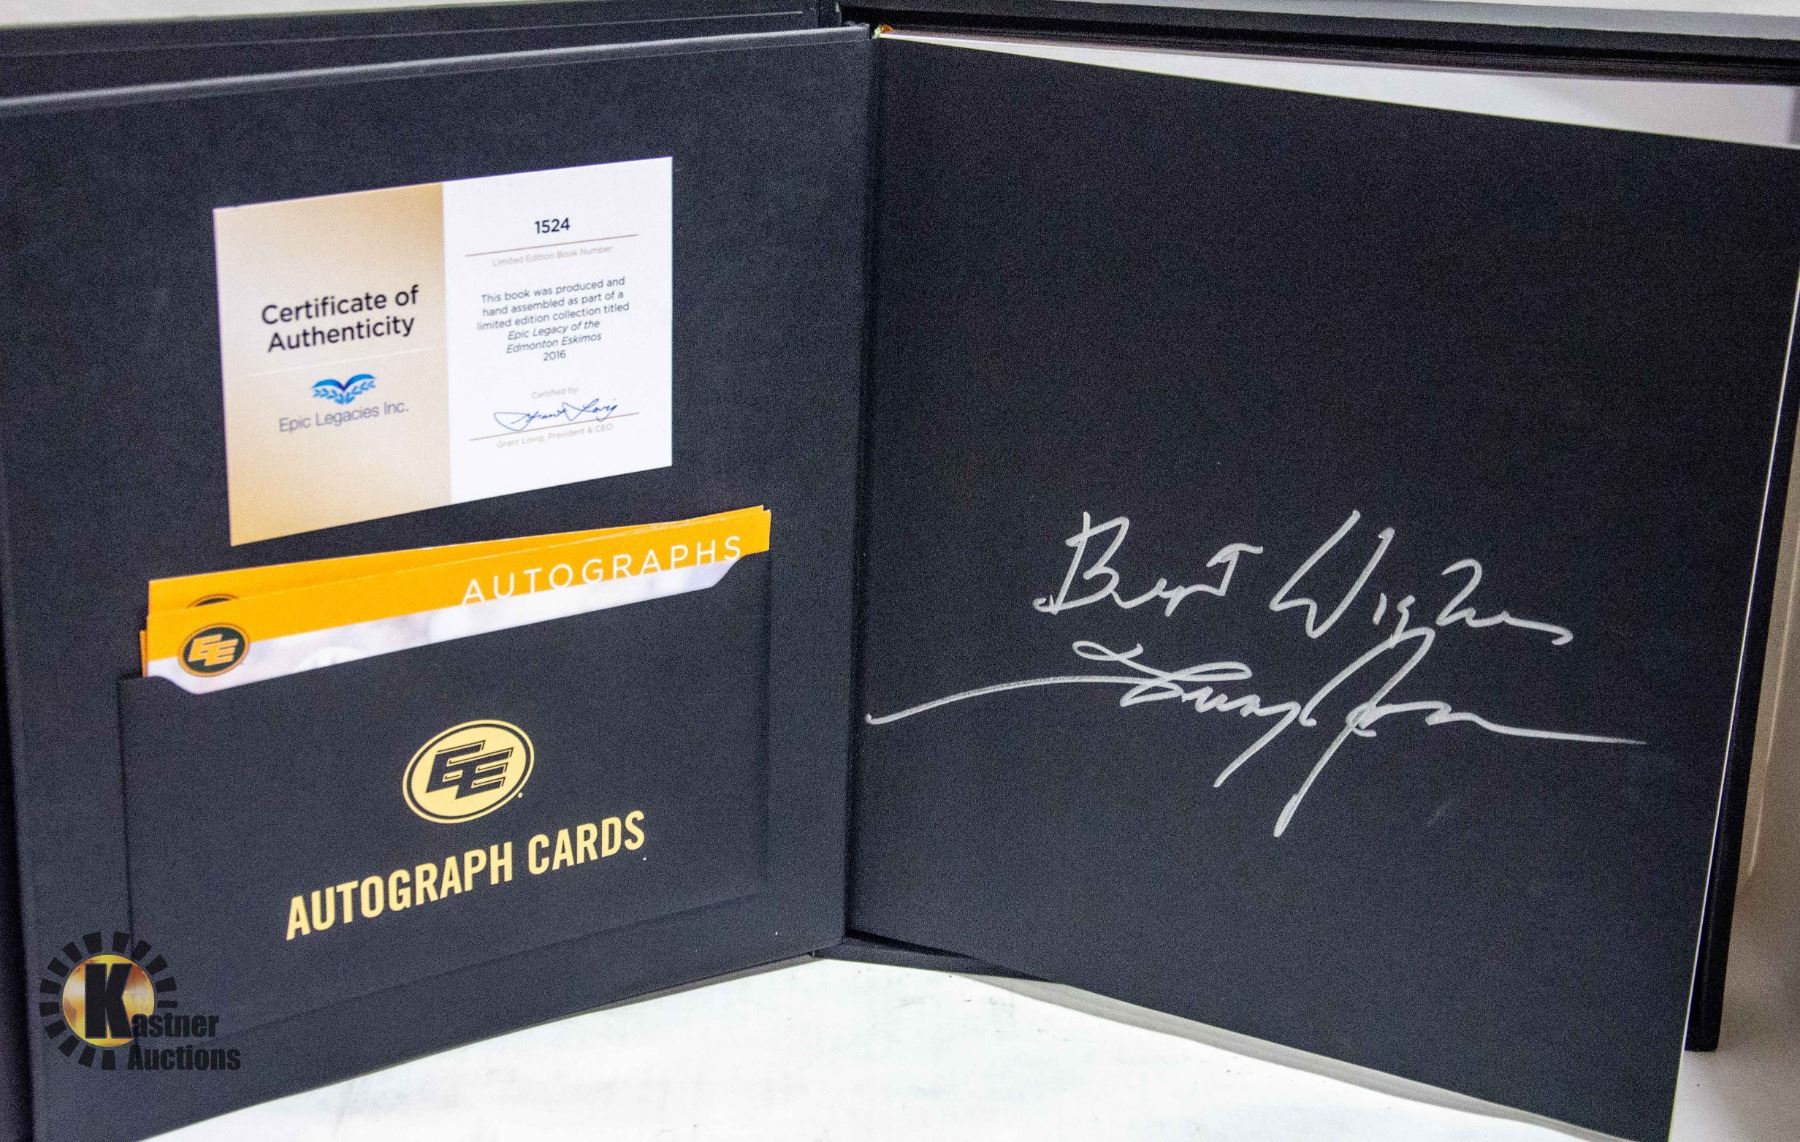 1524
Limited Edition Book Number
This book was produced and
hand assembled as part of a
limited edition collection titled
Epic Legacy of the
Edmonton Eskimos
2016
Certified by
Grant Lovig
Grant Lovig, President & CEO
Certificate of
Authenticity
Epic Legacies Inc.
AUTOGRAPHS
EE
EE
AUTOGRAPH CARDS
Best Wishes
Kastner
Auctions